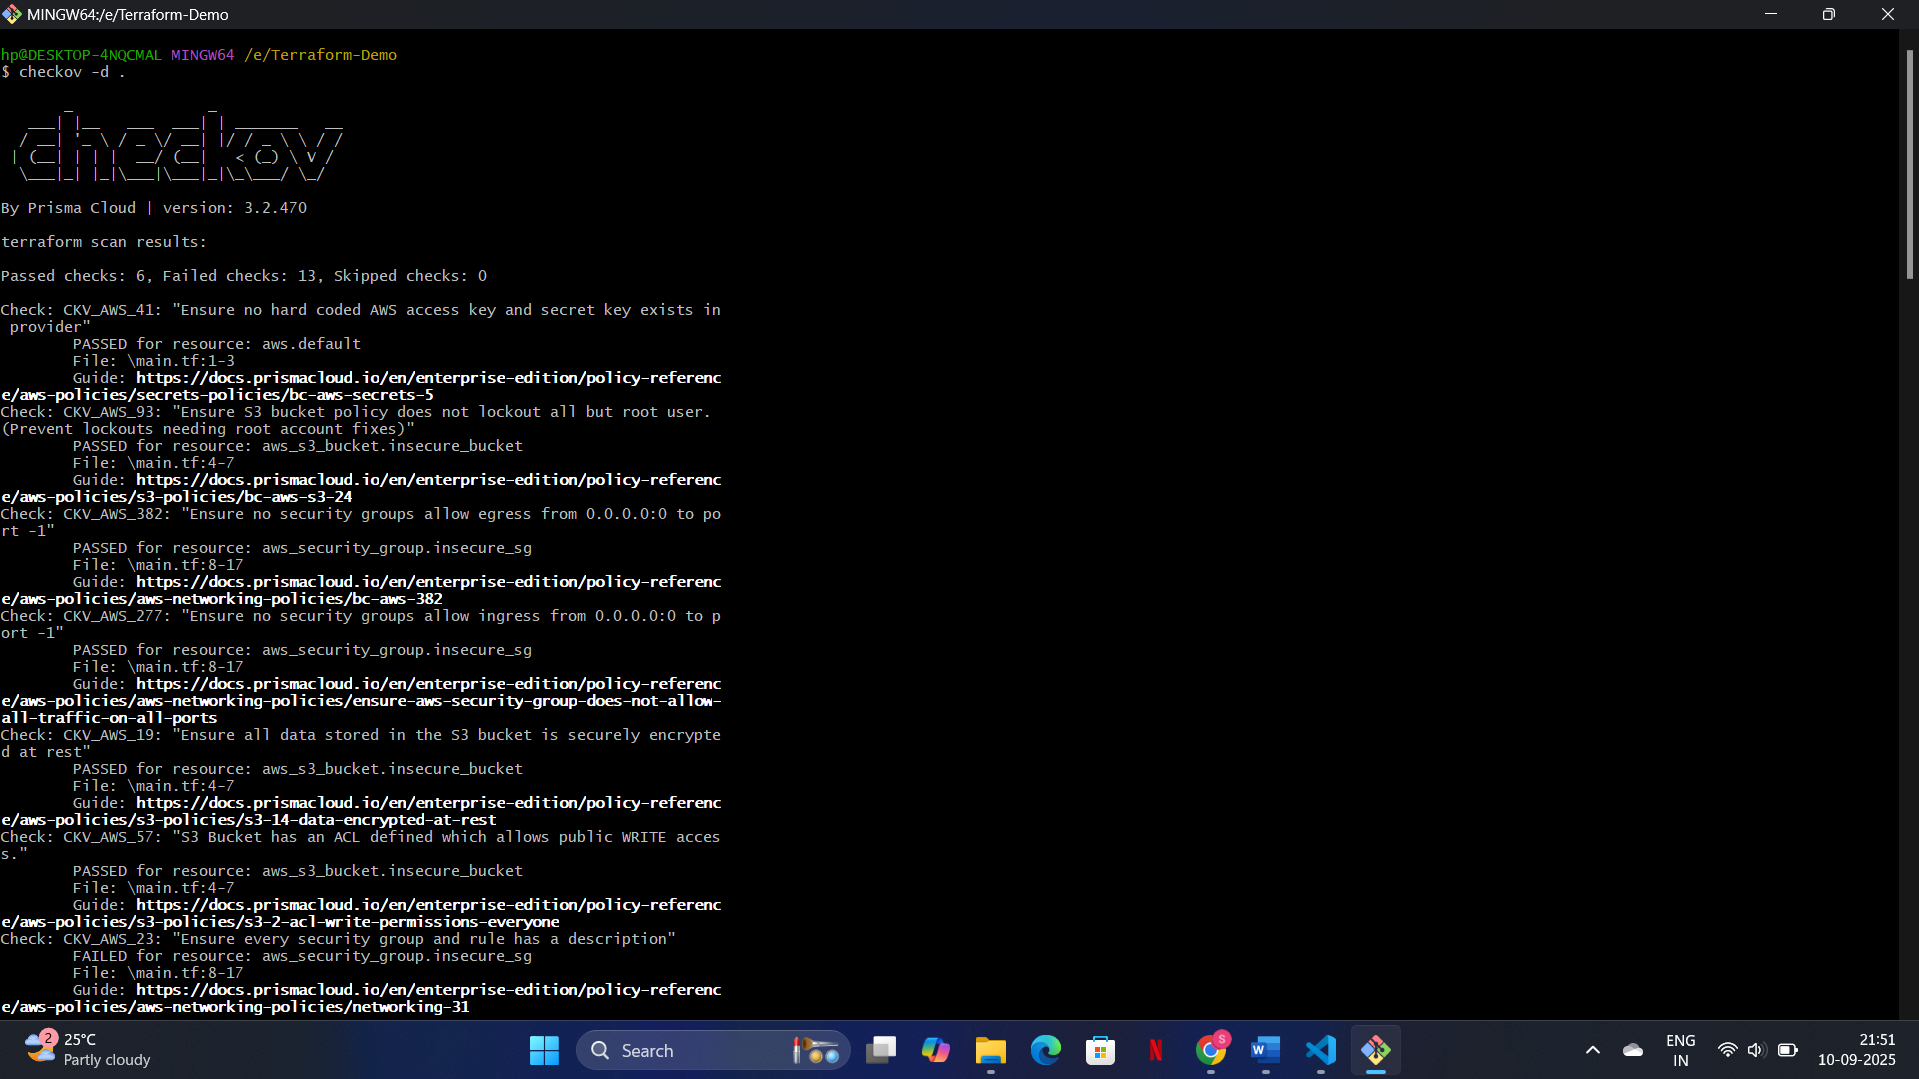 MINGW64:/e/Terraform-Demo
hp@DESKTOP-4NQCMAL MINGW64 /e/Terraform-Demo
$ checkov -d .
checkov
By Prisma Cloud | version: 3.2.470
terraform scan results:
Passed checks: 6, Failed checks: 13, Skipped checks: 0
Check: CKV_AWS_41: "Ensure no hard coded AWS access key and secret key exists in
provider"
PASSED for resource: aws.default
File: \main.tf:1-3
Guide: https://docs.prismacloud.io/en/enterprise-edition/policy-referenc
e/aws-policies/secrets-policies/bc-aws-secrets-5
Check: CKV_AWS_93: "Ensure S3 bucket policy does not lockout all but root user.
(Prevent lockouts needing root account fixes)"
PASSED for resource: aws_s3_bucket.insecure_bucket
File: \main.tf:4-7
Guide: https://docs.prismacloud.io/en/enterprise-edition/policy-referenc
e/aws-policies/s3-policies/bc-aws-s3-24
Check: CKV_AWS_382: "Ensure no security groups allow egress from 0.0.0.0:0 to po
rt -1"
PASSED for resource: aws_security_group.insecure_sg
File: \main.tf:8-17
Guide: https://docs.prismacloud.io/en/enterprise-edition/policy-referenc
e/aws-policies/aws-networking-policies/bc-aws-382
Check: CKV_AWS_277: "Ensure no security groups allow ingress from 0.0.0.0:0 to p
ort -1"
PASSED for resource: aws_security_group.insecure_sg
File: \main.tf:8-17
Guide: https://docs.prismacloud.io/en/enterprise-edition/policy-referenc
e/aws-policies/aws-networking-policies/ensure-aws-security-group-does-not-allow-
all-traffic-on-all-ports
Check: CKV_AWS_19: "Ensure all data stored in the S3 bucket is securely encrypte
d at rest"
PASSED for resource: aws_s3_bucket.insecure_bucket
File: \main.tf:4-7
Guide: https://docs.prismacloud.io/en/enterprise-edition/policy-referenc
e/aws-policies/s3-policies/s3-14-data-encrypted-at-rest
Check: CKV_AWS_57: "S3 Bucket has an ACL defined which allows public WRITE acces
s."
PASSED for resource: aws_s3_bucket.insecure_bucket
File: \main.tf:4-7
Guide: https://docs.prismacloud.io/en/enterprise-edition/policy-referenc
e/aws-policies/s3-policies/s3-2-acl-write-permissions-everyone
Check: CKV_AWS_23: "Ensure every security group and rule has a description"
FAILED for resource: aws_security_group.insecure_sg
File: \main.tf:8-17
Guide: https://docs.prismacloud.io/en/enterprise-edition/policy-referenc
e/aws-policies/aws-networking-policies/networking-31
2
25°C
Partly cloudy
Search
N
S
W
ENG
IN
21:51
10-09-2025